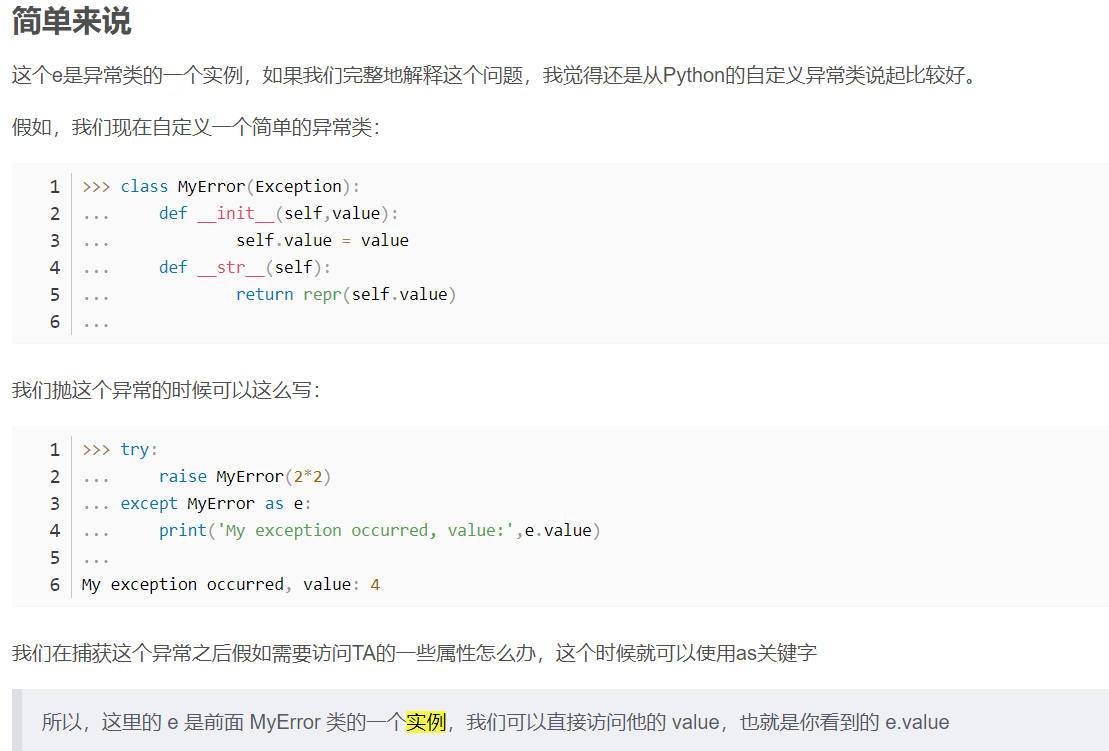 简单来说
这个e是异常类的一个实例，如果我们完整地解释这个问题，我觉得还是从Python的自定义异常类说起比较好。
假如，我们现在自定义一个简单的异常类：
1 >>> class MyError(Exception):
2 ...     def __init__(self,value):
3 ...             self.value = value
4 ...     def __str__(self):
5 ...             return repr(self.value)
6 ...
我们抛这个异常的时候可以这么写：
1 >>> try:
2 ...     raise MyError(2*2)
3 ... except MyError as e:
4 ...     print('My exception occurred, value:',e.value)
5 ...
6 My exception occurred, value: 4
我们在捕获这个异常之后假如需要访问TA的一些属性怎么办，这个时候就可以使用as关键字
所以，这里的 e 是前面 MyError 类的一个实例，我们可以直接访问他的 value，也就是你看到的 e.value